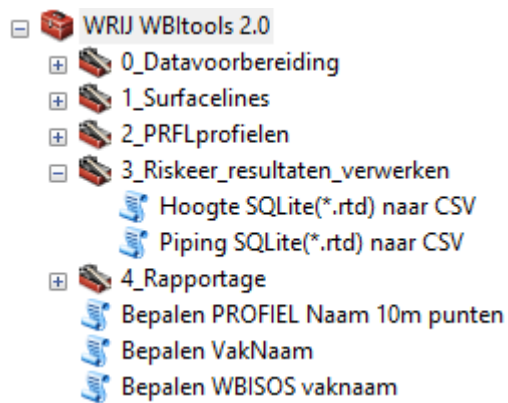 WRIJ WBItools 2.0
0_Datavoorbereiding
1_Surfacelines
2_PRFLprofielen
3_Riskeer_resultaten_verwerken
Hoogte SQLite(*.rtd) naar CSV
Piping SQLite(*.rtd) naar CSV
4_Rapportage
Bepalen PROFIEL Naam 10m punten
Bepalen VakNaam
Bepalen WBISOS vaknaam